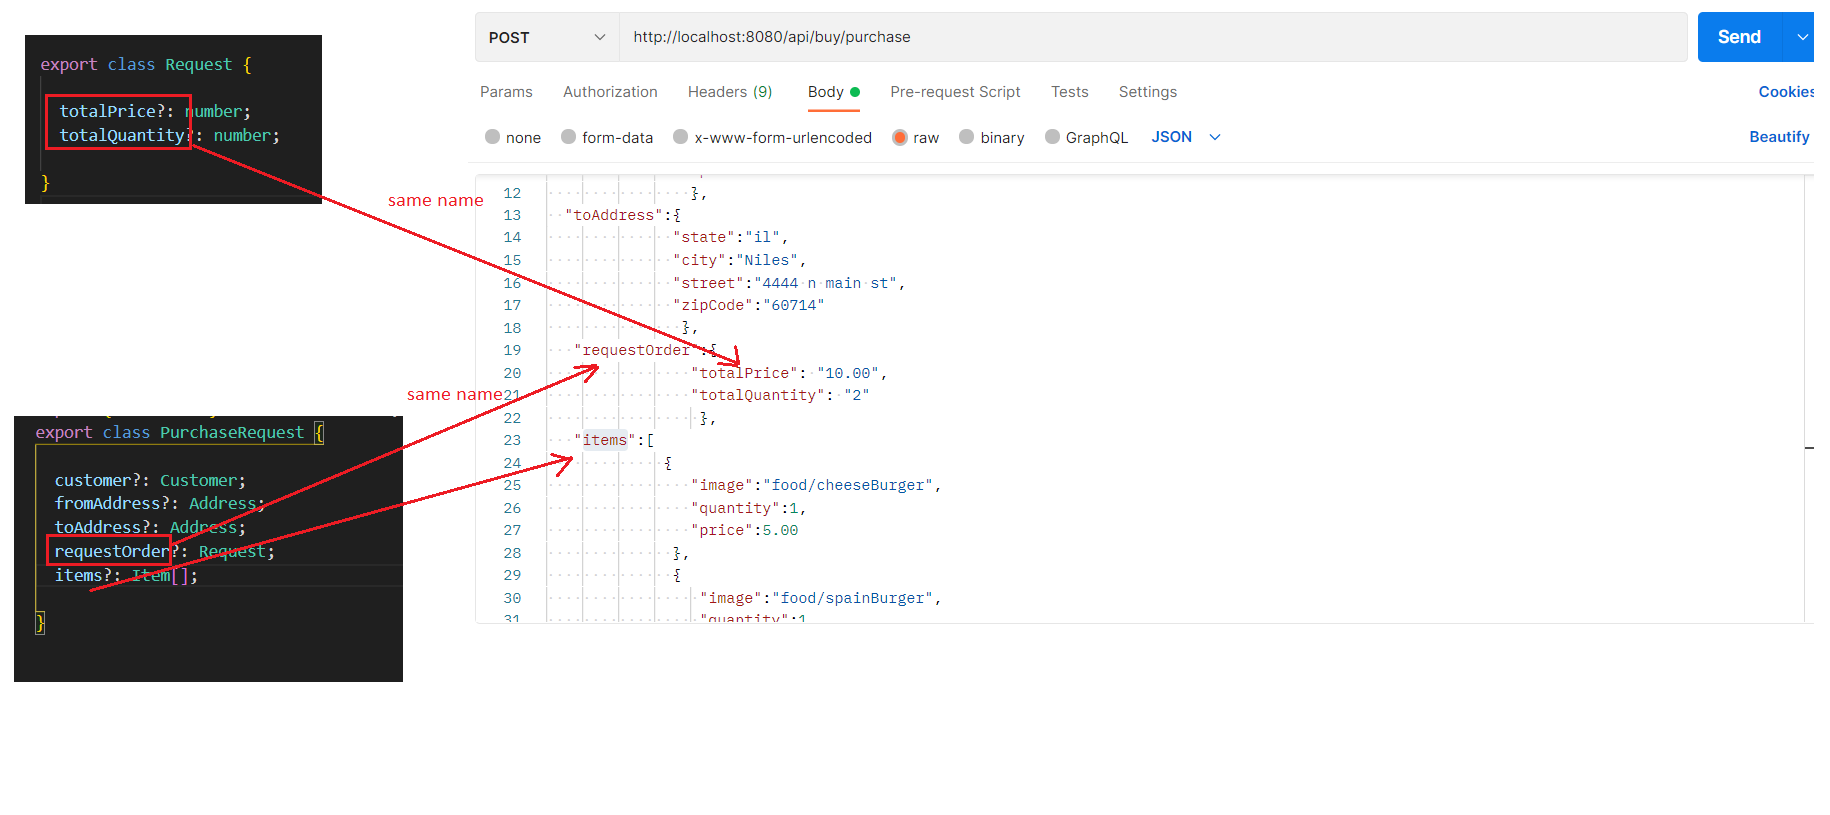 export class Request {
totalPrice?: number;
totalQuantity?: number;
}
same name
same name
export class PurchaseRequest {
customer?: Customer;
fromAddress?: Address;
toAddress?: Address;
requestOrder?: Request;
items?: Item[];
}
POST
http://localhost:8080/api/buy/purchase
Send
Params Authorization Headers (9) Body Pre-request Script Tests Settings Cookies
none form-data x-www-form-urlencoded raw binary GraphQL JSON Beautify
12 },
13 "toAddress":{
14 "state":"il",
15 "city":"Niles",
16 "street":"4444 n main st",
17 "zipCode":"60714"
18 },
19 "requestOrder":{
20 "totalPrice": "10.00",
21 "totalQuantity": "2"
22 },
23 "items":[
24 {
25 "image":"food/cheeseBurger",
26 "quantity":1,
27 "price":5.00
28 },
29 {
30 "image":"food/spainBurger",
31 "quantity":1